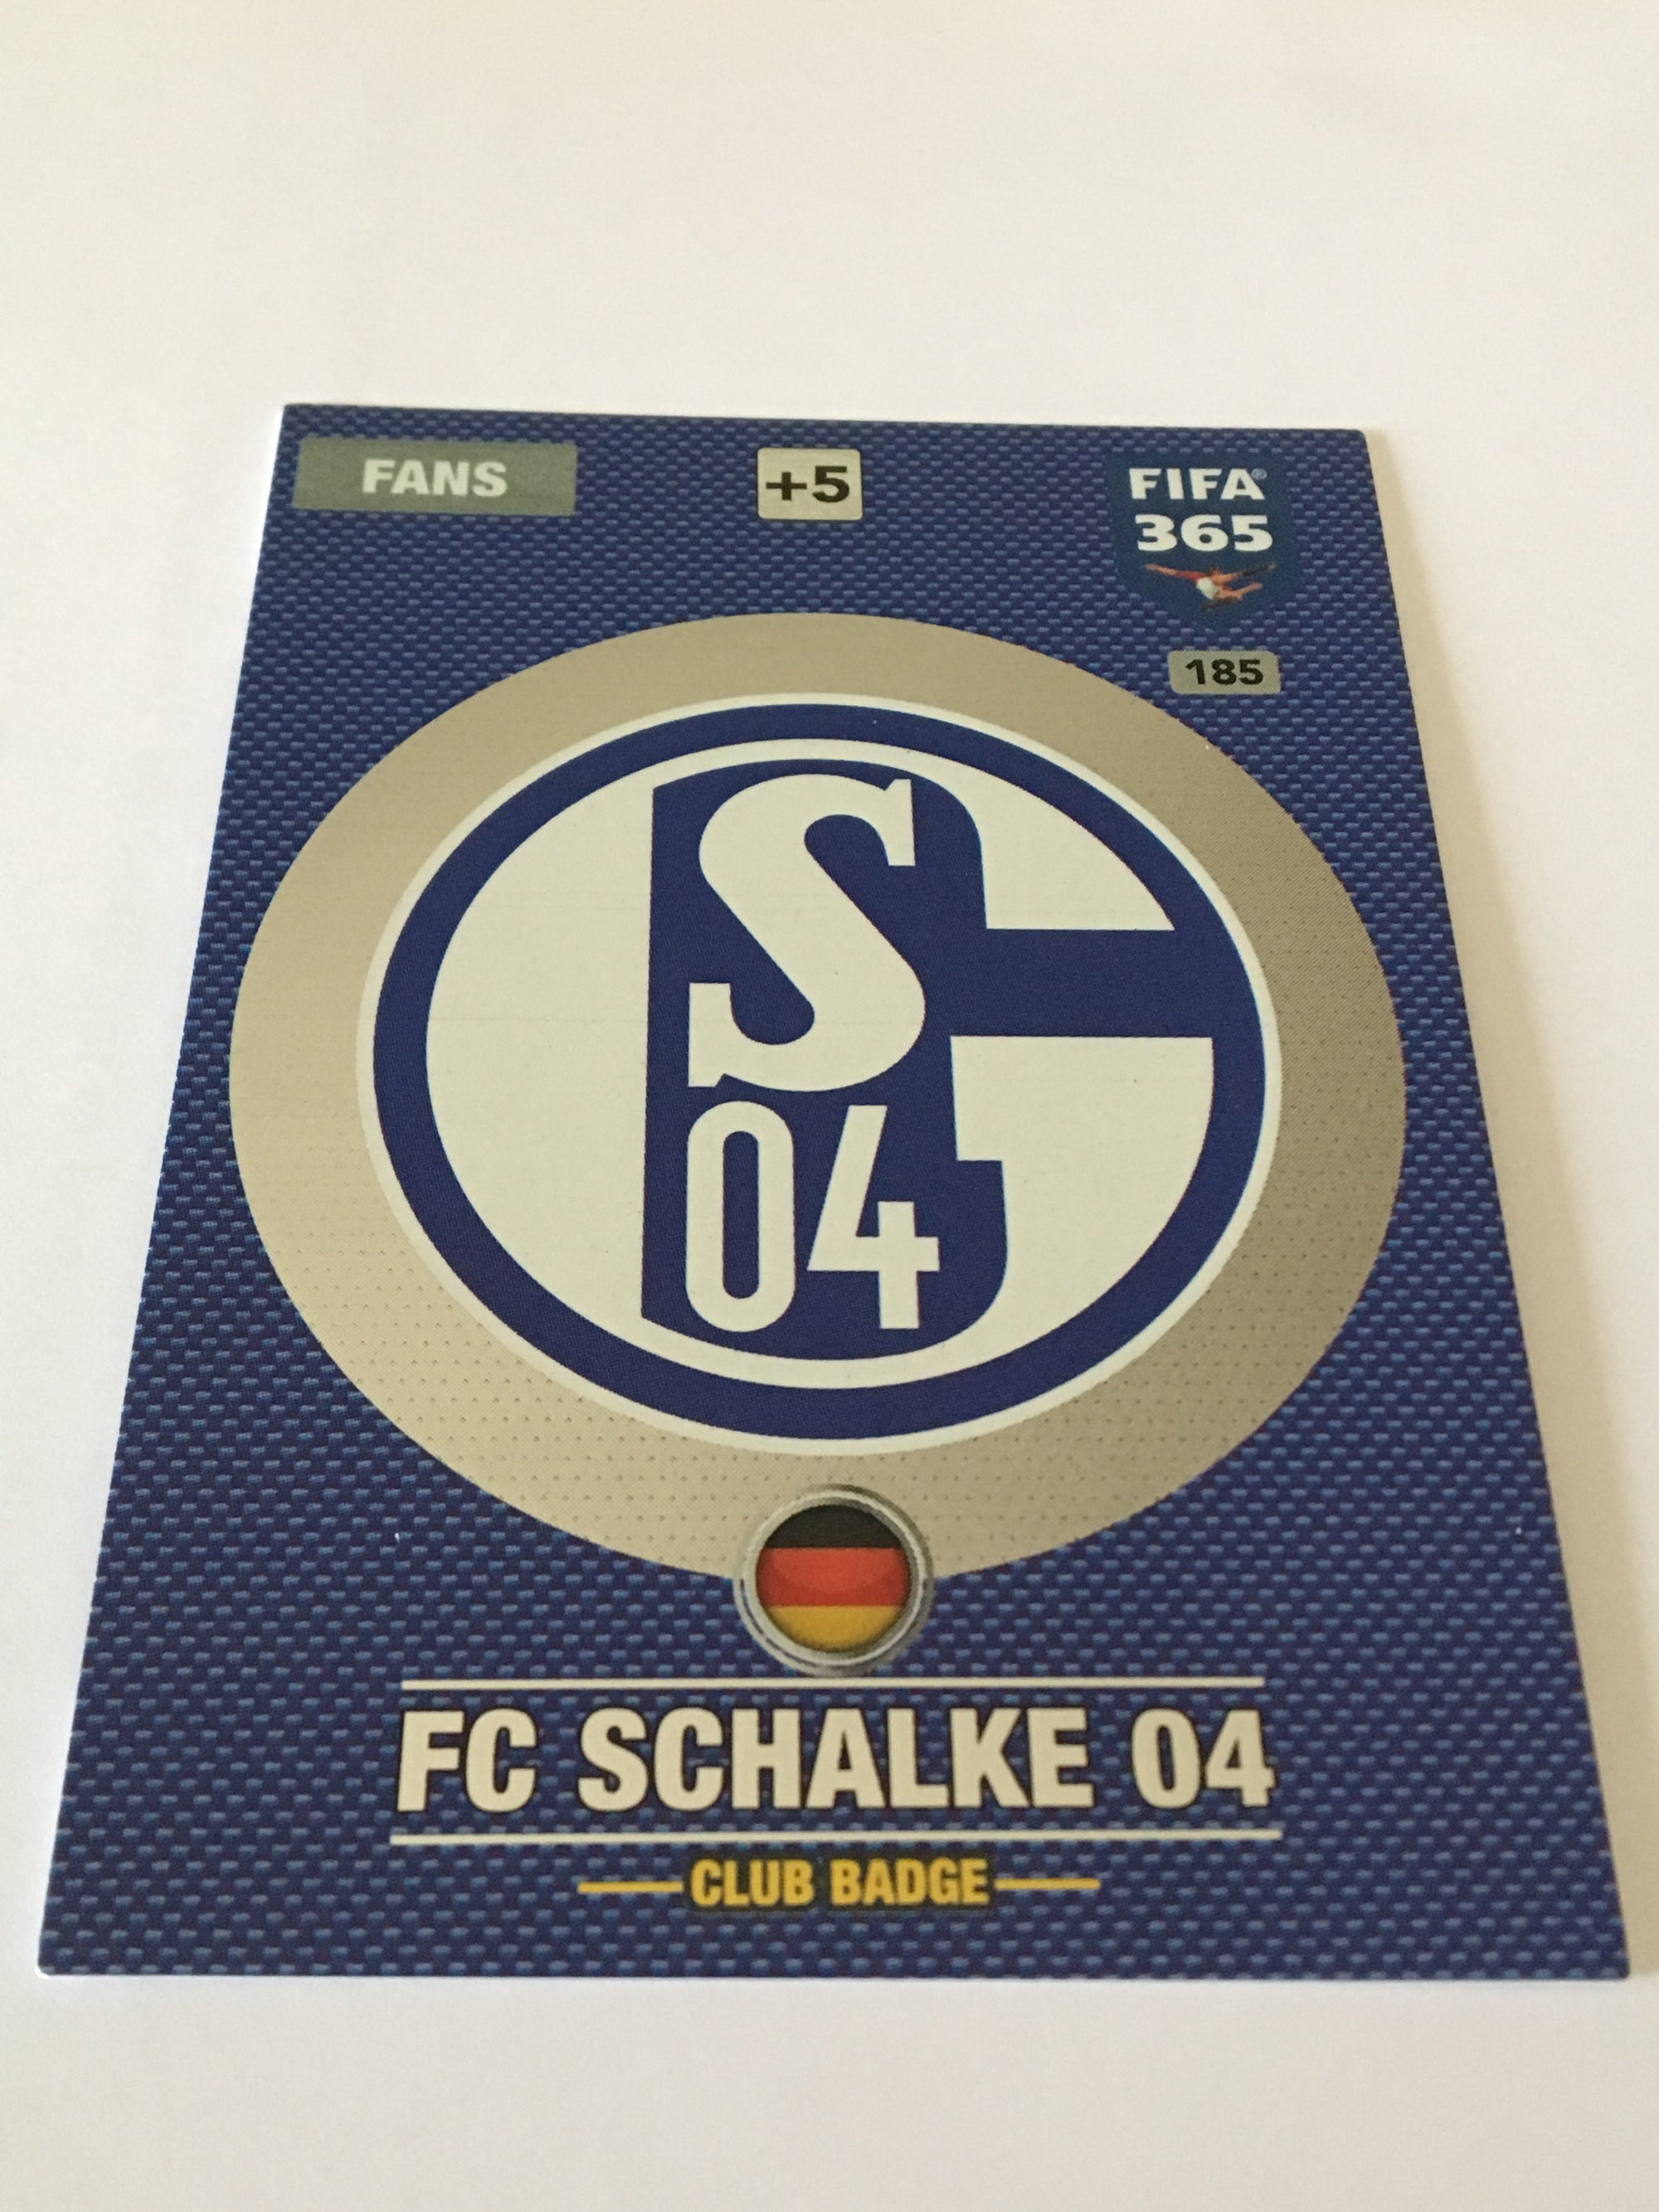 FANS
+5
FIFA®
365
185
S
04
FC SCHALKE 04
CLUB BADGE